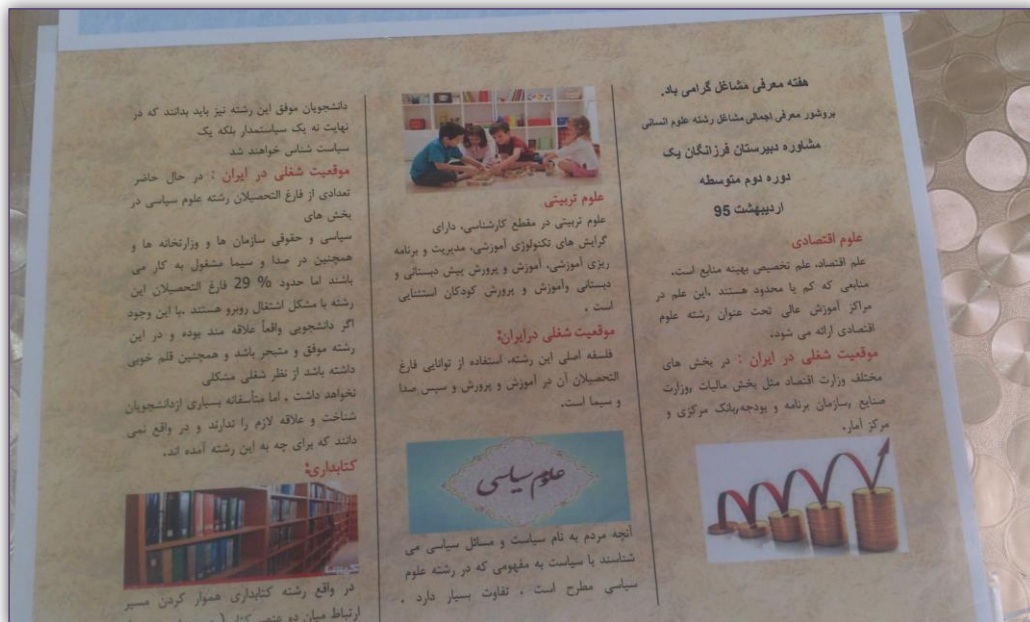 هفته معرفی مشاغل گرامی باد.
بروشور معرفی اجمالی مشاغل رشته علوم انسانی
مشاوره دبیرستان فرزانگان یک
دوره دوم متوسطه
اردیبهشت 95
علوم اقتصادی
علم اقتصاد، علم تخصیص بهینه منابع است.
منابعی که کم یا محدود هستند .این علم در
مراکز آموزش عالی تحت عنوان رشته علوم
اقتصادی ارائه می شود.
موقعیت شغلی در ایران : در بخش های
مختلف وزارت اقتصاد مثل بخش مالیات ,وزارت
صنایع ,سازمان برنامه و بودجه,بانک مرکزی و
مرکز آمار.
علوم تربیتی
علوم تربیتی در مقطع کارشناسی، دارای
گرایش های تکنولوژی آموزشی، مدیریت و برنامه
ریزی آموزشی، آموزش و پرورش پیش دبستانی و
دبستانی وآموزش و پرورش کودکان استثنایی
است .
موقعیت شغلی درایران:
فلسفه اصلی این رشته، استفاده از توانایی فارغ
التحصیلان آن در آموزش و پرورش و سپس صدا
و سیما است.
علوم سیاسی
آنچه مردم به نام سیاست و مسائل سیاسی می
شناسند با سیاست به مفهومی که در رشته علوم
سیاسی مطرح است ، تفاوت بسیار دارد .
دانشجویان موفق این رشته نیز باید بدانند که در
نهایت نه یک سیاستمدار بلکه یک
سیاست شناس خواهند شد
موقعیت شغلی در ایران : در حال حاضر
تعدادی از فارغ التحصیلان رشته علوم سیاسی در
بخش های
سیاسی و حقوقی سازمان ها و وزارتخانه ها و
همچنین در صدا و سیما مشغول به کار می
باشند اما حدود % 29 فارغ التحصیلان این
رشته با مشکل اشتغال روبرو هستند .با این وجود
اگر دانشجویی واقعاً علاقه مند بوده و در این
رشته موفق و متبحر باشد و همچنین قلم خوبی
داشته باشد از نظر شغلی مشکلی
نخواهد داشت . اما متأسفانه بسیاری ازدانشجویان
شناخت و علاقه لازم را ندارند و در واقع نمی
دانند که برای چه به این رشته آمده اند.
کتابداری:
در واقع رشته کتابداری هموار کردن مسیر
ارتباط میان دو عنصر کتاب